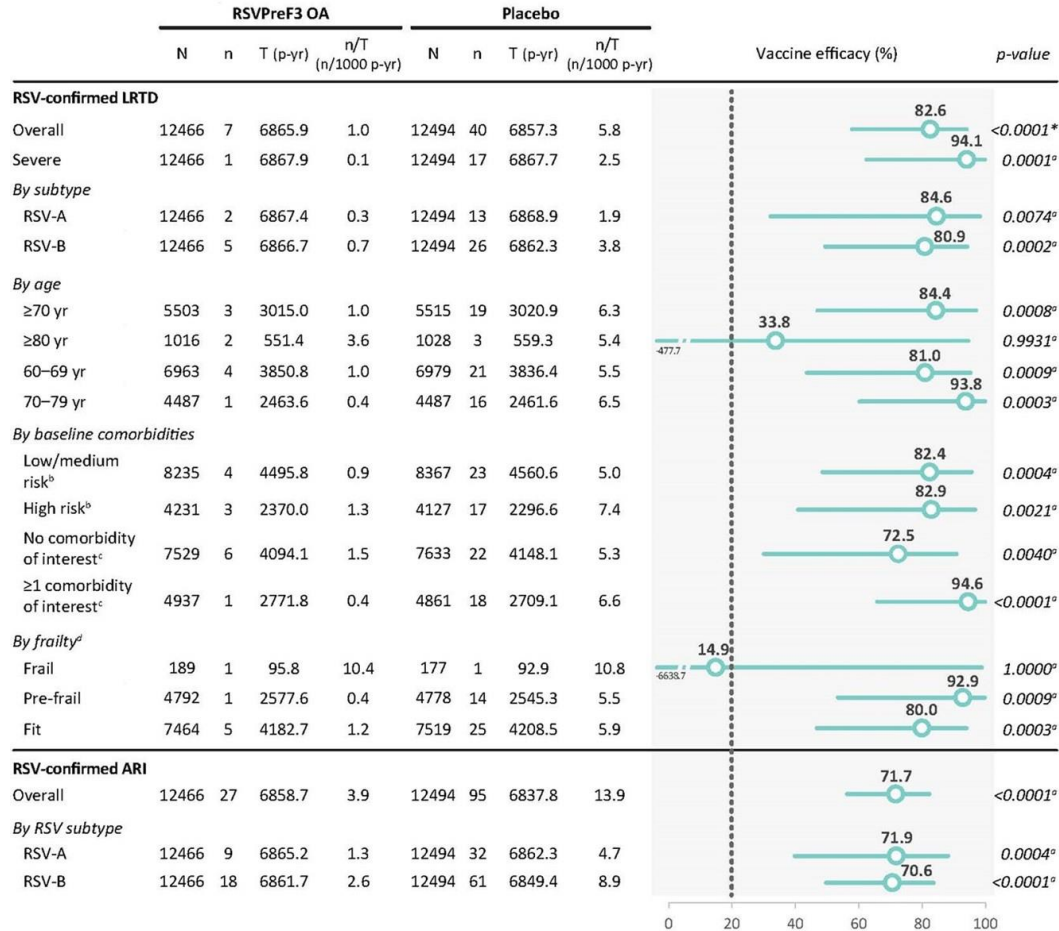 RSVPreF3 OA Placebo
N n T (p-yr) n/T (n/1000 p-yr) N n T (p-yr) n/T (n/1000 p-yr) Vaccine efficacy (%) p-value
RSV-confirmed LRTD
Overall 12466 7 6865.9 1.0 12494 40 6857.3 5.8 82.6 <0.0001*
Severe 12466 1 6867.9 0.1 12494 17 6867.7 2.5 94.1 0.0001ᵃ
By subtype
RSV-A 12466 2 6867.4 0.3 12494 13 6868.9 1.9 84.6 0.0074ᵃ
RSV-B 12466 5 6866.7 0.7 12494 26 6862.3 3.8 80.9 0.0002ᵃ
By age
≥70 yr 5503 3 3015.0 1.0 5515 19 3020.9 6.3 84.4 0.0008ᵃ
≥80 yr 1016 2 551.4 3.6 1028 3 559.3 5.4 -477.7 33.8 0.9931ᵃ
60–69 yr 6963 4 3850.8 1.0 6979 21 3836.4 5.5 81.0 0.0009ᵃ
70–79 yr 4487 1 2463.6 0.4 4487 16 2461.6 6.5 93.8 0.0003ᵃ
By baseline comorbidities
Low/medium
riskᵇ 8235 4 4495.8 0.9 8367 23 4560.6 5.0 82.4 0.0004ᵃ
High riskᵇ 4231 3 2370.0 1.3 4127 17 2296.6 7.4 82.9 0.0021ᵃ
No comorbidity
of interestᶜ 7529 6 4094.1 1.5 7633 22 4148.1 5.3 72.5 0.0040ᵃ
≥1 comorbidity
of interestᶜ 4937 1 2771.8 0.4 4861 18 2709.1 6.6 94.6 <0.0001ᵃ
By frailtyᵈ
Frail 189 1 95.8 10.4 177 1 92.9 10.8 -6638.7 14.9 1.0000ᵃ
Pre-frail 4792 1 2577.6 0.4 4778 14 2545.3 5.5 92.9 0.0009ᵃ
Fit 7464 5 4182.7 1.2 7519 25 4208.5 5.9 80.0 0.0003ᵃ
RSV-confirmed ARI
Overall 12466 27 6858.7 3.9 12494 95 6837.8 13.9 71.7 <0.0001ᵃ
By RSV subtype
RSV-A 12466 9 6865.2 1.3 12494 32 6862.3 4.7 71.9 0.0004ᵃ
RSV-B 12466 18 6861.7 2.6 12494 61 6849.4 8.9 70.6 <0.0001ᵃ
0 20 40 60 80 100